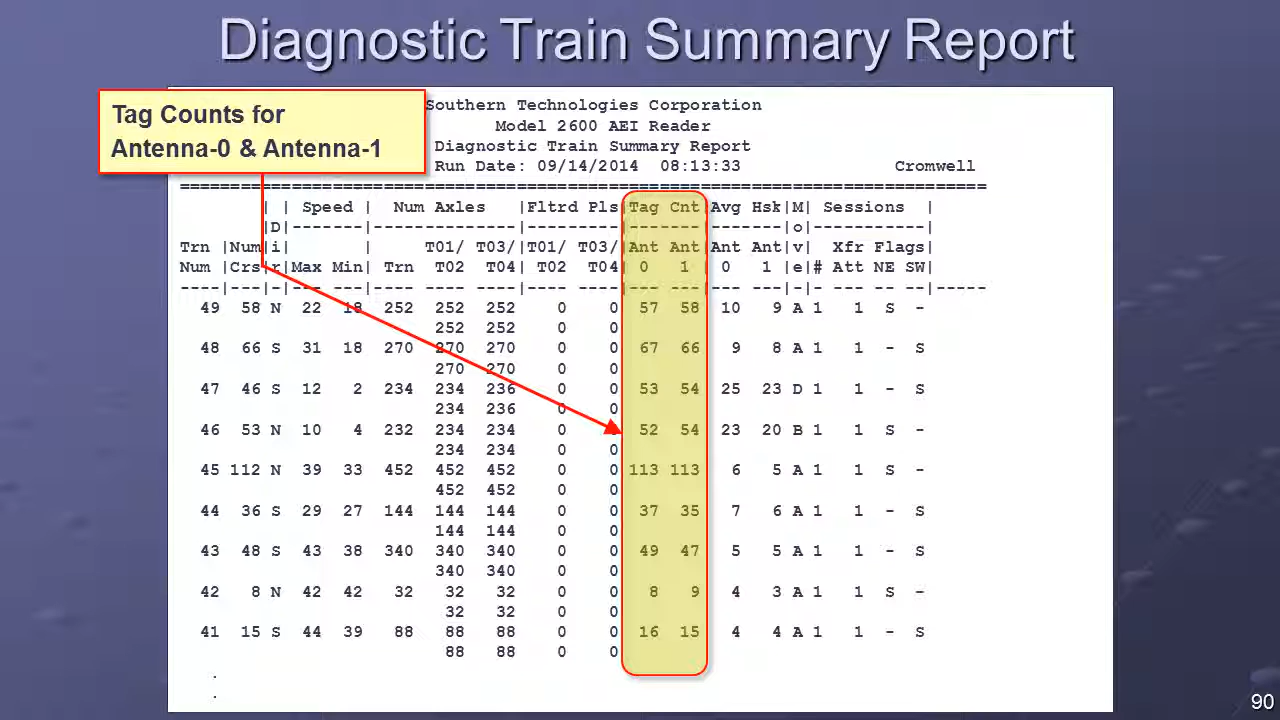 Diagnostic Train Summary Report
Tag Counts for
Antenna-0 & Antenna-1
Southern Technologies Corporation
Model 2600 AEI Reader
Diagnostic Train Summary Report
Run Date: 09/14/2014 08:13:33 Cromwell
================================================================================
| | Speed | Num Axles |Fltrd Pls|Tag Cnt|Avg Hsk|M| Sessions |
|D|-------|---------------|---------|-------|-------|o|-----------|
Trn |Num|i| | T01/ T03/|T01/ T03/|Ant Ant|Ant Ant|v| Xfr Flags|
Num |Crs|r|Max Min| Trn T02 T04| T02 T04| 0 1 | 0 1 |e|# Att NE SW|
----|---|-|--- ---|---- ---- ----|---- ----|--- ---|--- ---|-|- --- -- --|-----
49 58 N 22 18 252 252 252 0 0 57 58 10 9 A 1 1 S -
252 252 0 0
48 66 S 31 18 270 270 270 0 0 67 66 9 8 A 1 1 - S
270 270 0 0
47 46 S 12 2 234 234 236 0 0 53 54 25 23 D 1 1 - S
234 236 0 0
46 53 N 10 4 232 234 234 0 52 54 23 20 B 1 1 S -
234 234 0 0
45 112 N 39 33 452 452 452 0 0 113 113 6 5 A 1 1 S -
452 452 0 0
44 36 S 29 27 144 144 144 0 0 37 35 7 6 A 1 1 - S
144 144 0 0
43 48 S 43 38 340 340 340 0 0 49 47 5 5 A 1 1 - S
340 340 0 0
42 8 N 42 42 32 32 32 0 0 8 9 4 3 A 1 1 S -
32 32 0 0
41 15 S 44 39 88 88 88 0 0 16 15 4 4 A 1 1 - S
88 88 0 0
.
.
90